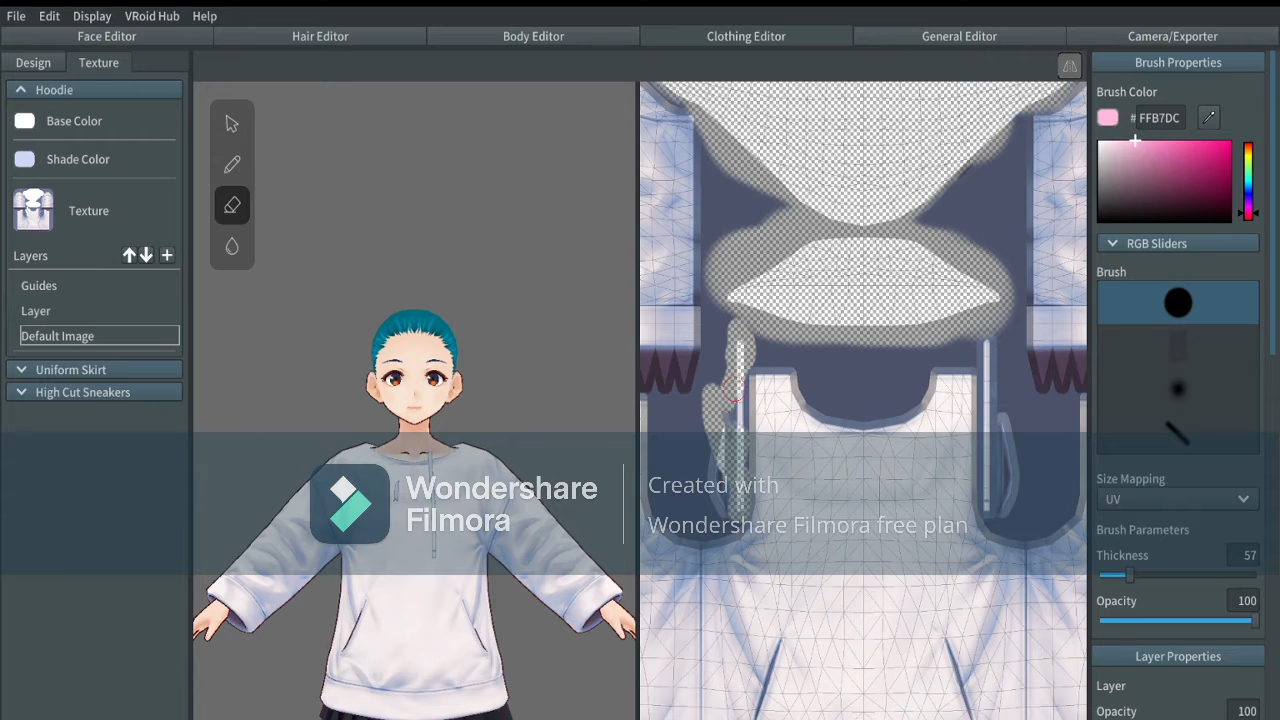 File Edit Display VRoid Hub Help
Face Editor Hair Editor Body Editor Clothing Editor General Editor Camera/Exporter
Design Texture
Hoodie
Base Color
Shade Color
Texture
Layers
Guides
Layer
Default Image
Uniform Skirt
High Cut Sneakers
Wondershare
Filmora
Created with
Wondershare Filmora free plan
Brush Properties
Brush Color
# FFB7DC
RGB Sliders
Brush
Size Mapping
UV
Brush Parameters
Thickness 57
Opacity 100
Layer Properties
Layer
Opacity 100